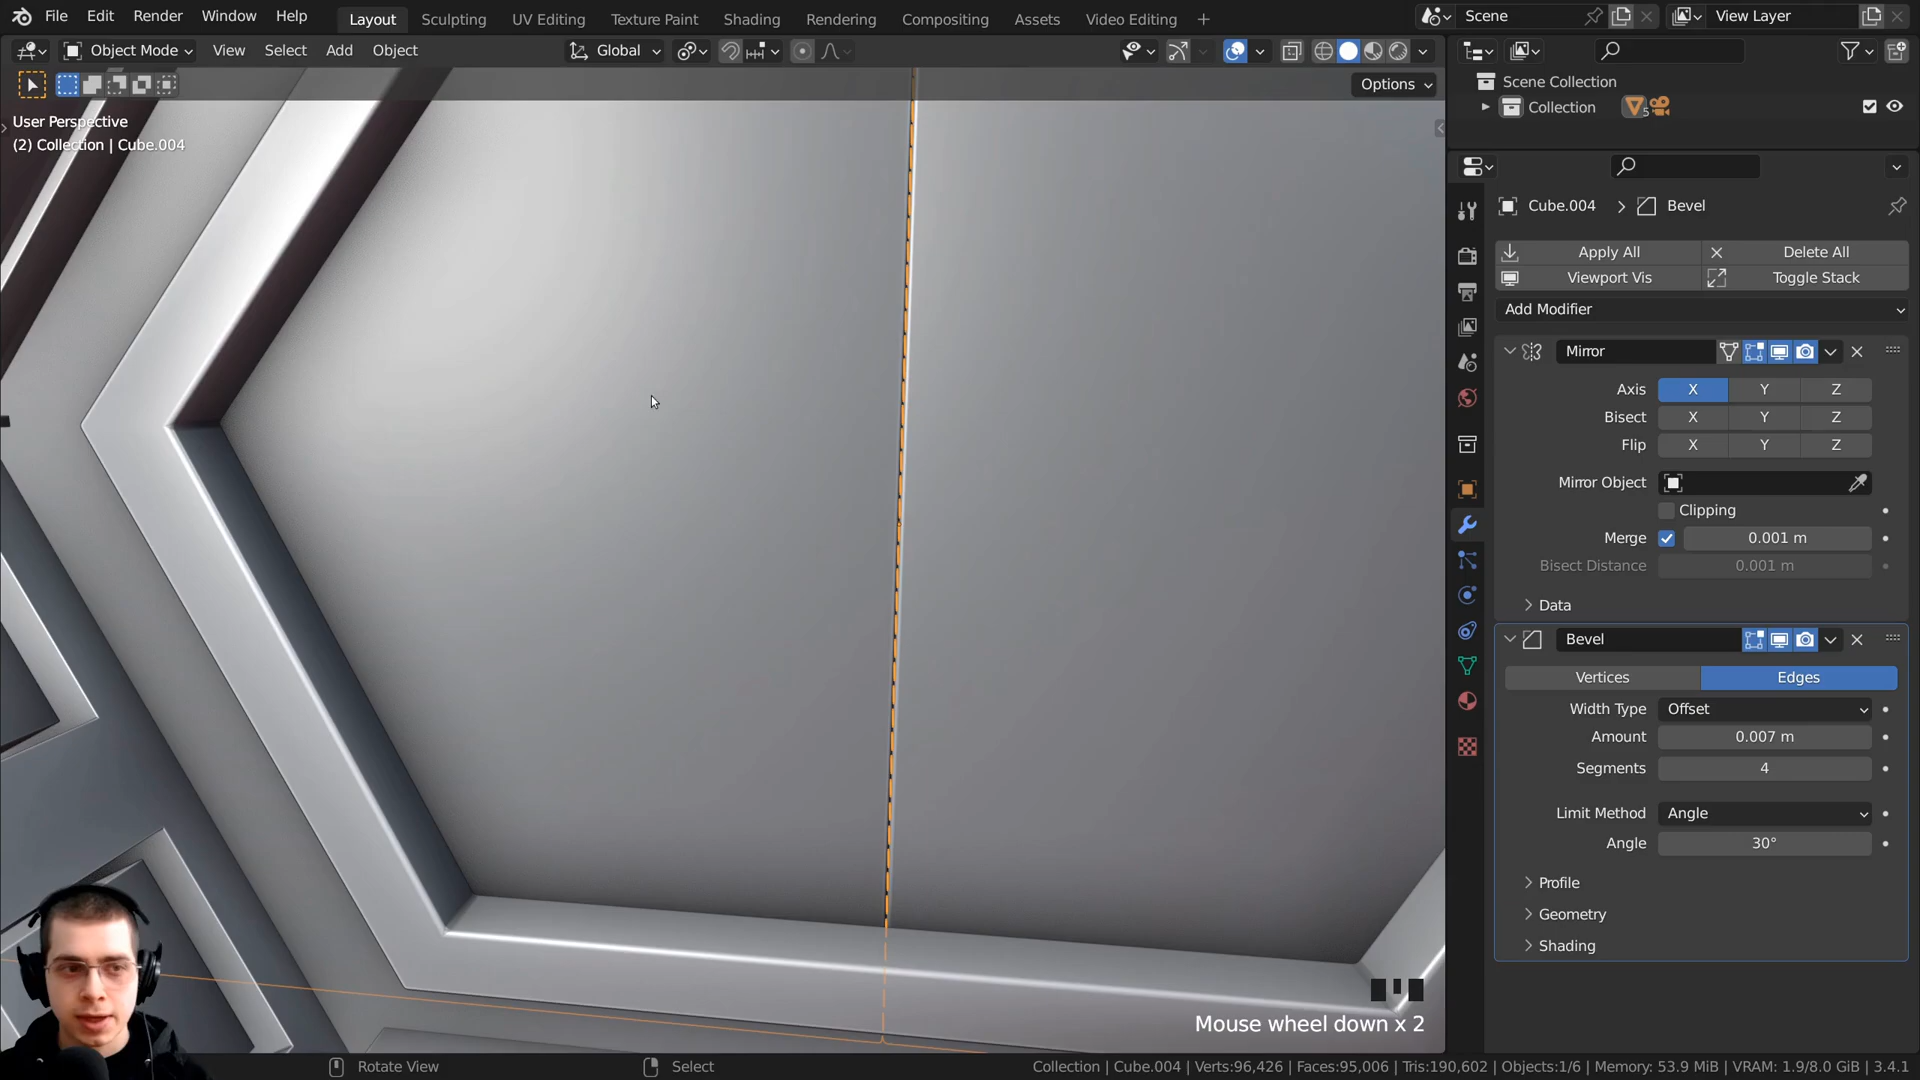 File Edit Render Window Help Layout Sculpting UV Editing Texture Paint Shading Rendering Compositing Assets Video Editing + Scene View Layer
Object Mode View Select Add Object Global
Options
User Perspective
(2) Collection | Cube.004
Scene Collection
Collection 5
Cube.004 > Bevel
Apply All Delete All
Viewport Vis Toggle Stack
Add Modifier
Mirror
Axis X Y Z
Bisect X Y Z
Flip X Y Z
Mirror Object
Clipping
Merge 0.001 m
Bisect Distance 0.001 m
Data
Bevel
Vertices Edges
Width Type Offset
Amount 0.007 m
Segments 4
Limit Method Angle
Angle 30°
Profile
Geometry
Shading
Mouse wheel down x 2
Rotate View Select Collection | Cube.004 | Verts:96,426 | Faces:95,006 | Tris:190,602 | Objects:1/6 | Memory: 53.9 MiB | VRAM: 1.9/8.0 GiB | 3.4.1